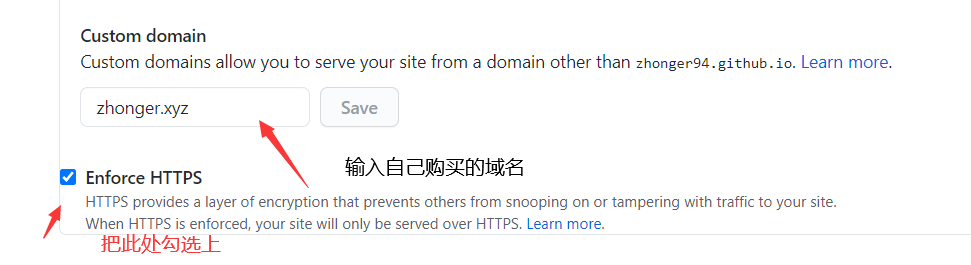 Custom domain
Custom domains allow you to serve your site from a domain other than zhonger94.github.io. Learn more.
zhonger.xyz Save
输入自己购买的域名
Enforce HTTPS
HTTPS provides a layer of encryption that prevents others from snooping on or tampering with traffic to your site.
When HTTPS is enforced, your site will only be served over HTTPS. Learn more.
把此处勾选上